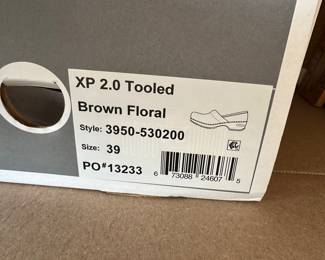 XP 2.0 Tooled
Brown Floral
Style: 3950-530200
Size: 39
PO#13233
6 73088 24607 5